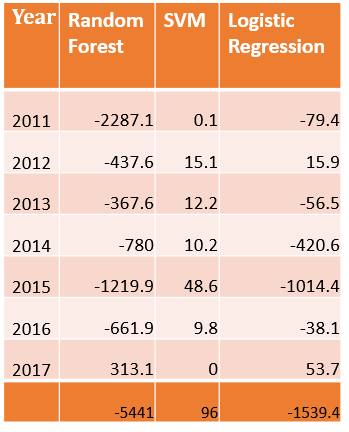 Year Random Forest SVM Logistic Regression
2011 -2287.1 0.1 -79.4
2012 -437.6 15.1 15.9
2013 -367.6 12.2 -56.5
2014 -780 10.2 -420.6
2015 -1219.9 48.6 -1014.4
2016 -661.9 9.8 -38.1
2017 313.1 0 53.7
-5441 96 -1539.4